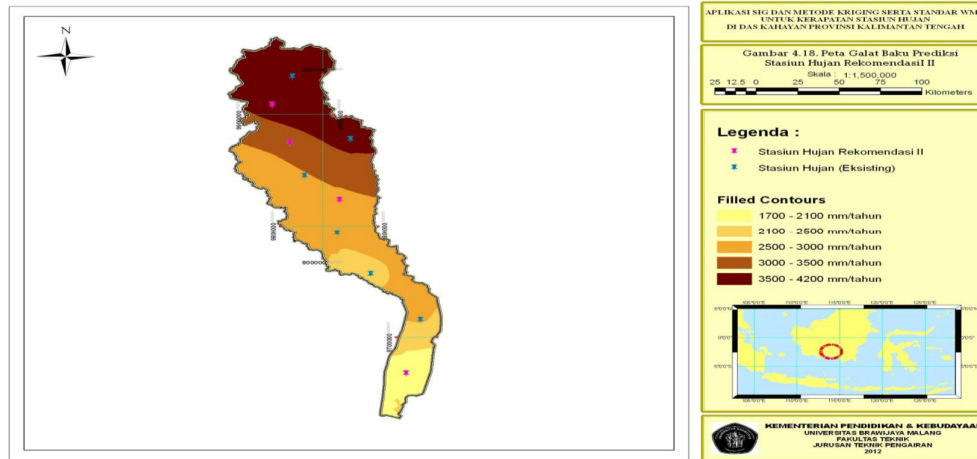 N
APLIKASI SIG DAN METODE KRIGING SERTA STANDAR WM
UNTUK KERAPATAN STASIUN HUJAN
DI DAS KAHAYAN PROVINSI KALIMANTAN TENGAH
Gambar 4.18. Peta Galat Baku Prediksi
Stasiun Hujan RekomendasiI II
Skala : 1:1,500,000
25 12.5 0 25 50 75 100
Kilometers
Legenda :
Stasiun Hujan Rekomendasi II
Stasiun Hujan (Eksisting)
Filled Contours
1700 - 2100 mm/tahun
2100 - 2500 mm/tahun
2500 - 3000 mm/tahun
3000 - 3500 mm/tahun
3500 - 4200 mm/tahun
KEMENTERIAN PENDIDIKAN & KEBUDAYAA
UNIVERSITAS BRAWIJAYA MALANG
FAKULTAS TEKNIK
JURUSAN TEKNIK PENGAIRAN
2012